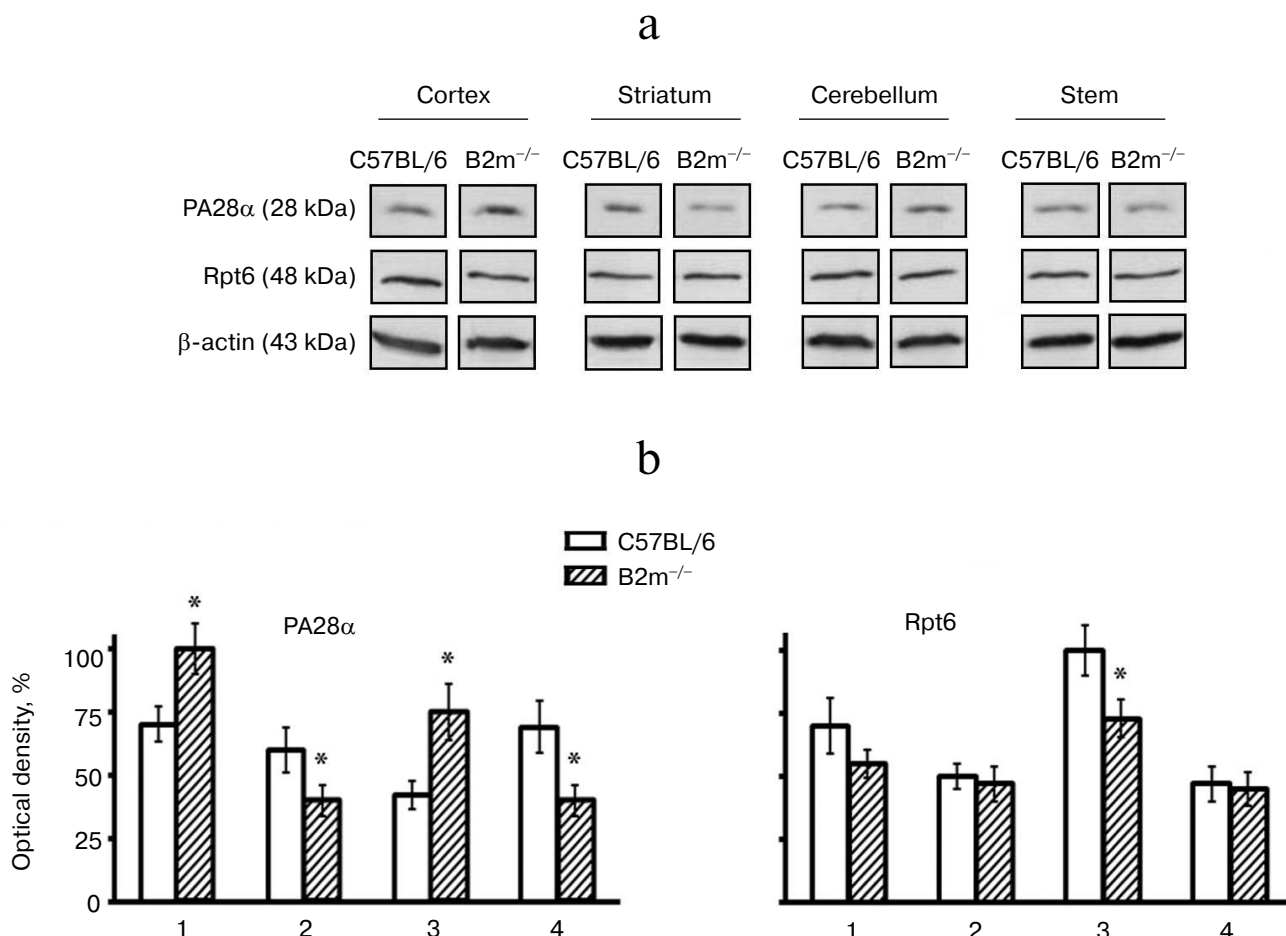 a
Cortex Striatum Cerebellum Stem
C57BL/6 B2m⁻/⁻ C57BL/6 B2m⁻/⁻ C57BL/6 B2m⁻/⁻ C57BL/6 B2m⁻/⁻
PA28α (28 kDa)
Rpt6 (48 kDa)
β-actin (43 kDa)
b
C57BL/6
B2m⁻/⁻
PA28α
Optical density, %
100
75
50
25
0
* * * *
1 2 3 4
Rpt6
*
1 2 3 4